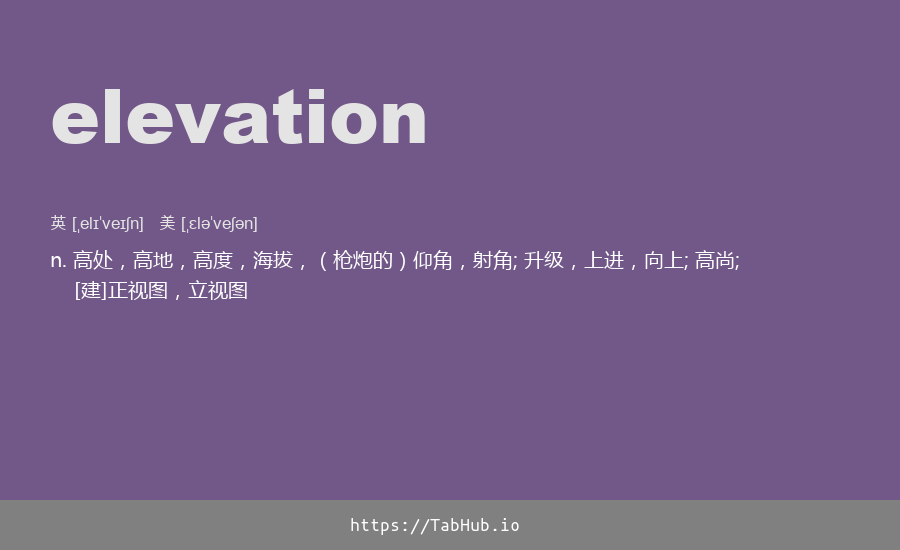 elevation
英 [ˌelɪˈveɪʃn] 美 [ˌɛləˈveʃən]
n. 高处，高地，高度，海拔，（枪炮的）仰角，射角; 升级，上进，向上; 高尚;
[建]正视图，立视图
https://TabHub.io